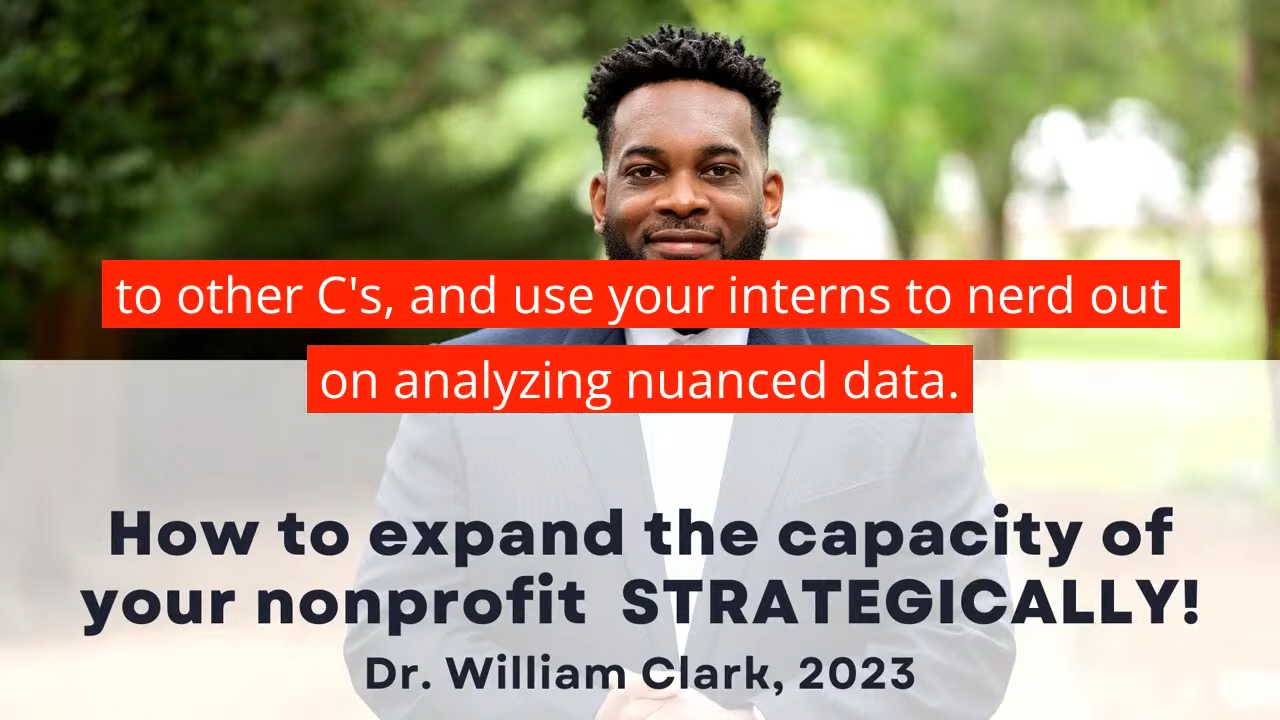 to other C's, and use your interns to nerd out
on analyzing nuanced data.
How to expand the capacity of
your nonprofit STRATEGICALLY!
Dr. William Clark, 2023